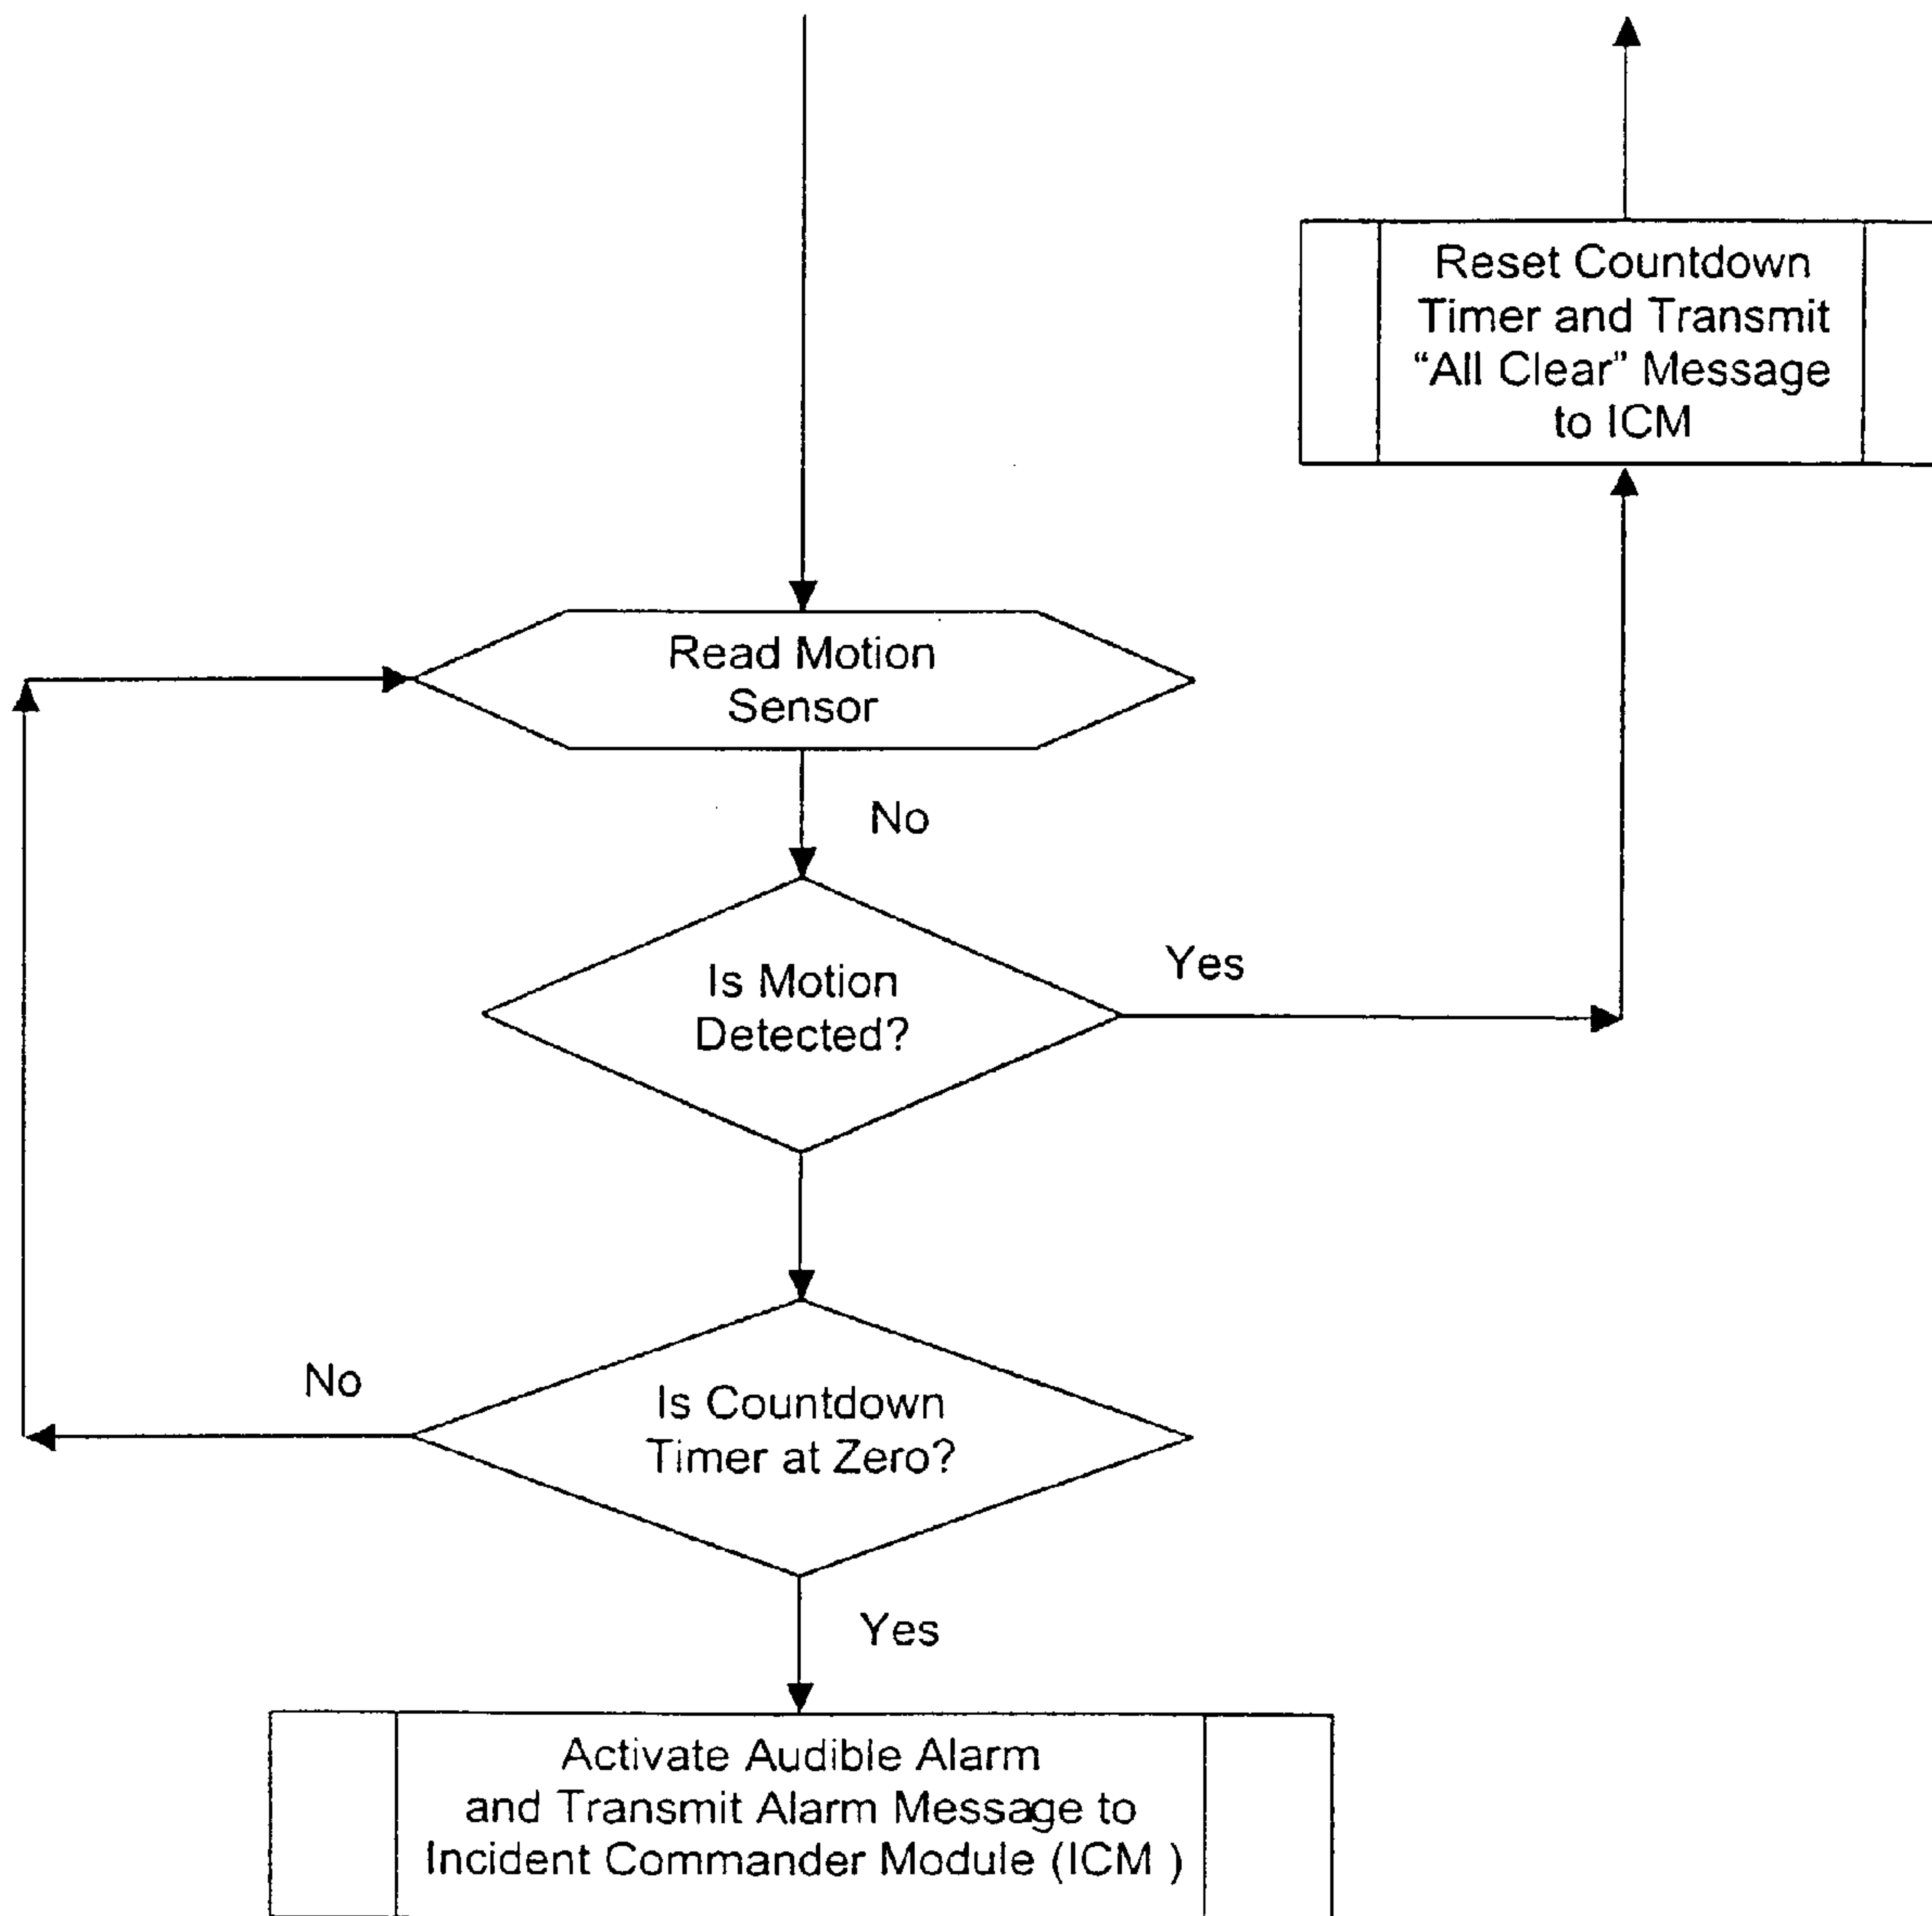 Reset Countdown
Timer and Transmit
“All Clear” Message
to ICM
Read Motion
Sensor
No
Is Motion
Detected?
Yes
Is Countdown
Timer at Zero?
No
Yes
Activate Audible Alarm
and Transmit Alarm Message to
Incident Commander Module (ICM )